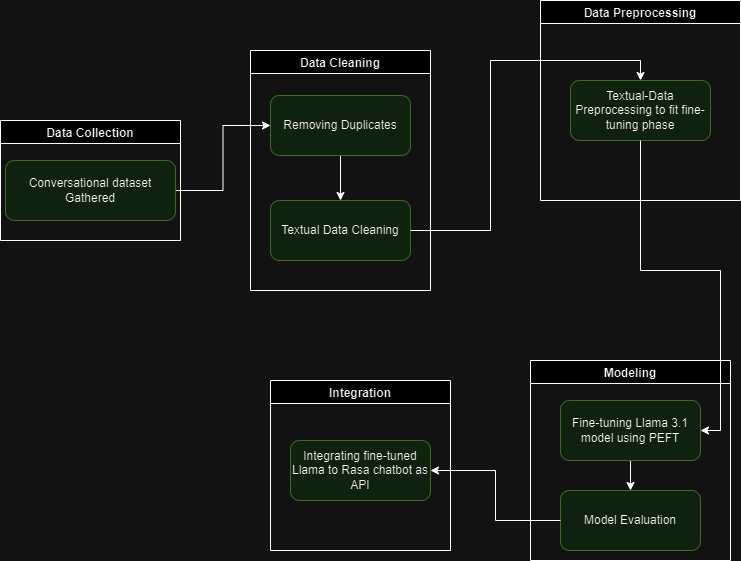 Data Collection
Conversational dataset
Gathered
Data Cleaning
Removing Duplicates
Textual Data Cleaning
Data Preprocessing
Textual-Data
Preprocessing to fit fine-
tuning phase
Modeling
Fine-tuning Llama 3.1
model using PEFT
Model Evaluation
Integration
Integrating fine-tuned
Llama to Rasa chatbot as
API